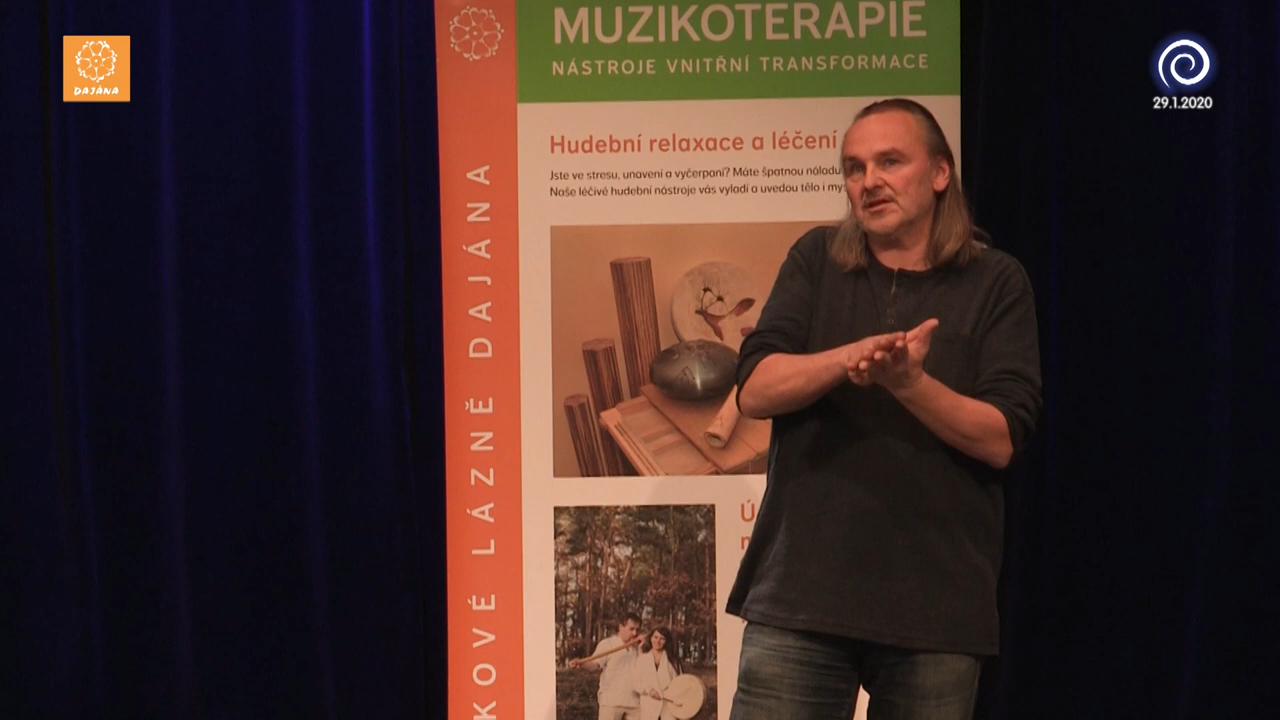 DAJÁNA
29.1.2020
MUZIKOTERAPIE
NÁSTROJE VNITŘNÍ TRANSFORMACE
Hudební relaxace a léčení
Jste ve stresu, unavení a vyčerpaní? Máte špatnou náladu
Naše léčivé hudební nástroje vás vyladí a uvedou tělo i
KOVÉ LÁZNĚ DAJÁNA